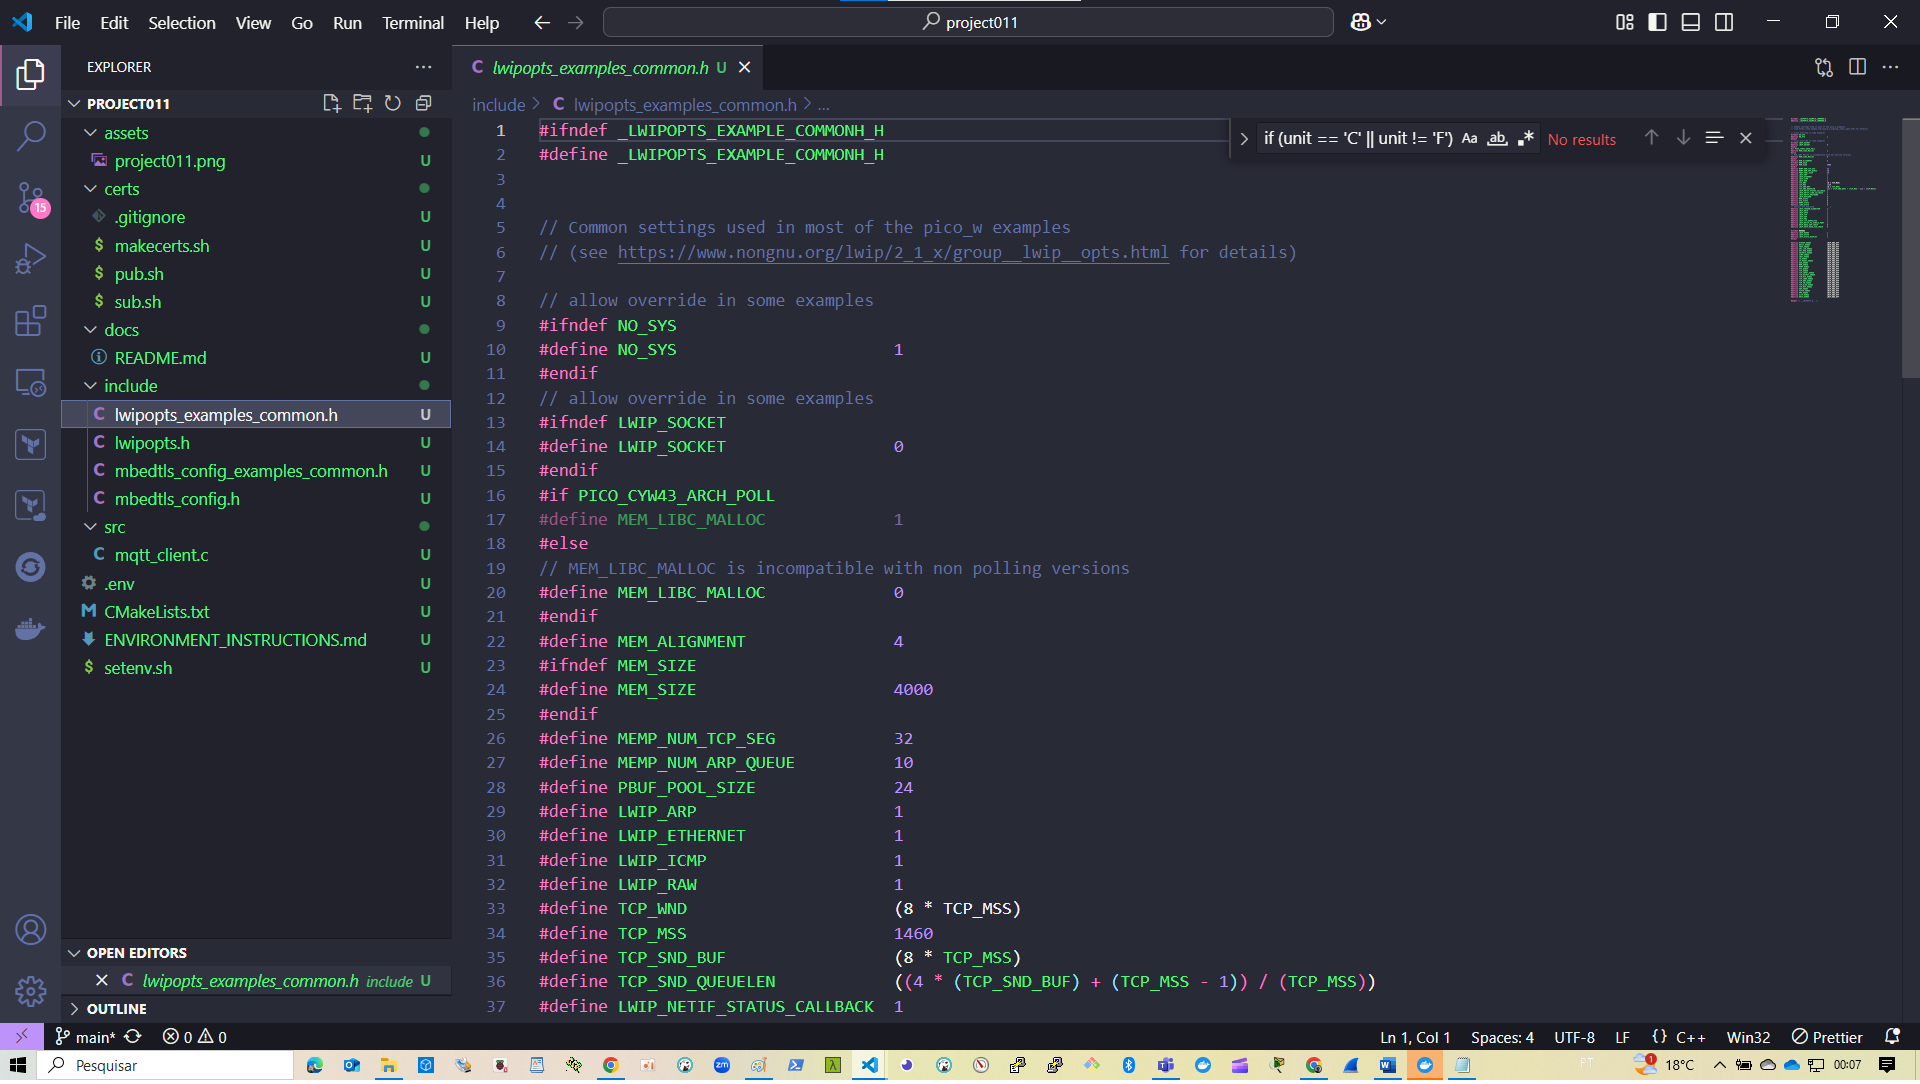 File Edit Selection View Go Run Terminal Help
project011
EXPLORER
PROJECT011
assets
project011.png U
certs
.gitignore U
makecerts.sh U
pub.sh U
sub.sh U
docs
README.md U
include
lwipopts_examples_common.h U
lwipopts.h U
mbedtls_config_examples_common.h U
mbedtls_config.h U
src
mqtt_client.c U
.env U
CMakeLists.txt U
ENVIRONMENT_INSTRUCTIONS.md U
setenv.sh U
OPEN EDITORS
lwipopts_examples_common.h include U
OUTLINE
15
lwipopts_examples_common.h U
include > lwipopts_examples_common.h > ...
if (unit == 'C' || unit != 'F') Aa ab No results
1 #ifndef _LWIPOPTS_EXAMPLE_COMMONH_H
2 #define _LWIPOPTS_EXAMPLE_COMMONH_H
3
4
5 // Common settings used in most of the pico_w examples
6 // (see https://www.nongnu.org/lwip/2_1_x/group__lwip__opts.html for details)
7
8 // allow override in some examples
9 #ifndef NO_SYS
10 #define NO_SYS 1
11 #endif
12 // allow override in some examples
13 #ifndef LWIP_SOCKET
14 #define LWIP_SOCKET 0
15 #endif
16 #if PICO_CYW43_ARCH_POLL
17 #define MEM_LIBC_MALLOC 1
18 #else
19 // MEM_LIBC_MALLOC is incompatible with non polling versions
20 #define MEM_LIBC_MALLOC 0
21 #endif
22 #define MEM_ALIGNMENT 4
23 #ifndef MEM_SIZE
24 #define MEM_SIZE 4000
25 #endif
26 #define MEMP_NUM_TCP_SEG 32
27 #define MEMP_NUM_ARP_QUEUE 10
28 #define PBUF_POOL_SIZE 24
29 #define LWIP_ARP 1
30 #define LWIP_ETHERNET 1
31 #define LWIP_ICMP 1
32 #define LWIP_RAW 1
33 #define TCP_WND (8 * TCP_MSS)
34 #define TCP_MSS 1460
35 #define TCP_SND_BUF (8 * TCP_MSS)
36 #define TCP_SND_QUEUELEN ((4 * (TCP_SND_BUF) + (TCP_MSS - 1)) / (TCP_MSS))
37 #define LWIP_NETIF_STATUS_CALLBACK 1
main* 0 0
Ln 1, Col 1 Spaces: 4 UTF-8 LF {} C++ Win32 Prettier
Pesquisar
18°C 00:07